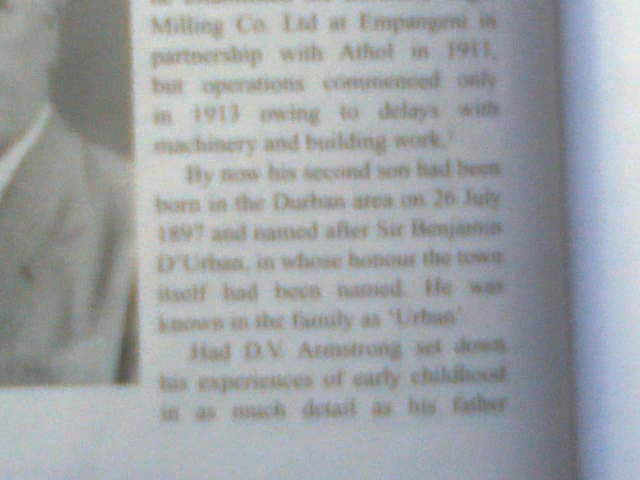 Milling Co. Ltd at Empangeni in
partnership with Athol in 1911,
but operations commenced only
in 1913 owing to delays with
machinery and building work.
By now his second son had been
born in the Durban area on 26 July
1897 and named after Sir Benjamin
D'Urban, in whose honour the town
itself had been named. He was
known in the family as 'Urban'.
Had D.V. Armstrong set down
his experiences of early childhood
in as much detail as his father